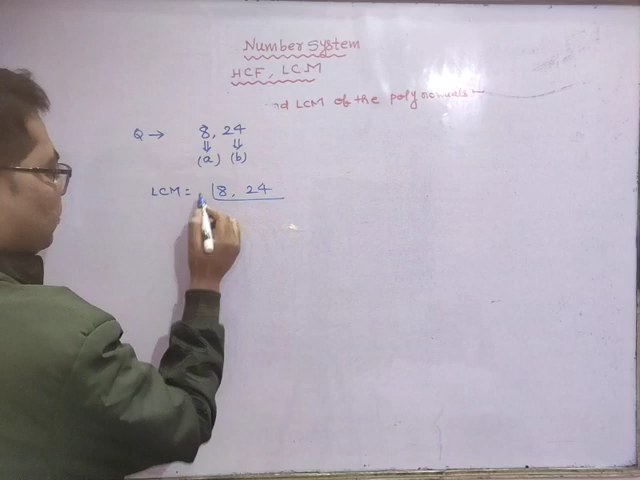 Number System
HCF, LCM
nd LCM of the polynomials
Q → 8, 24
⇓ ⇓
(a) (b)
LCM = 8, 24